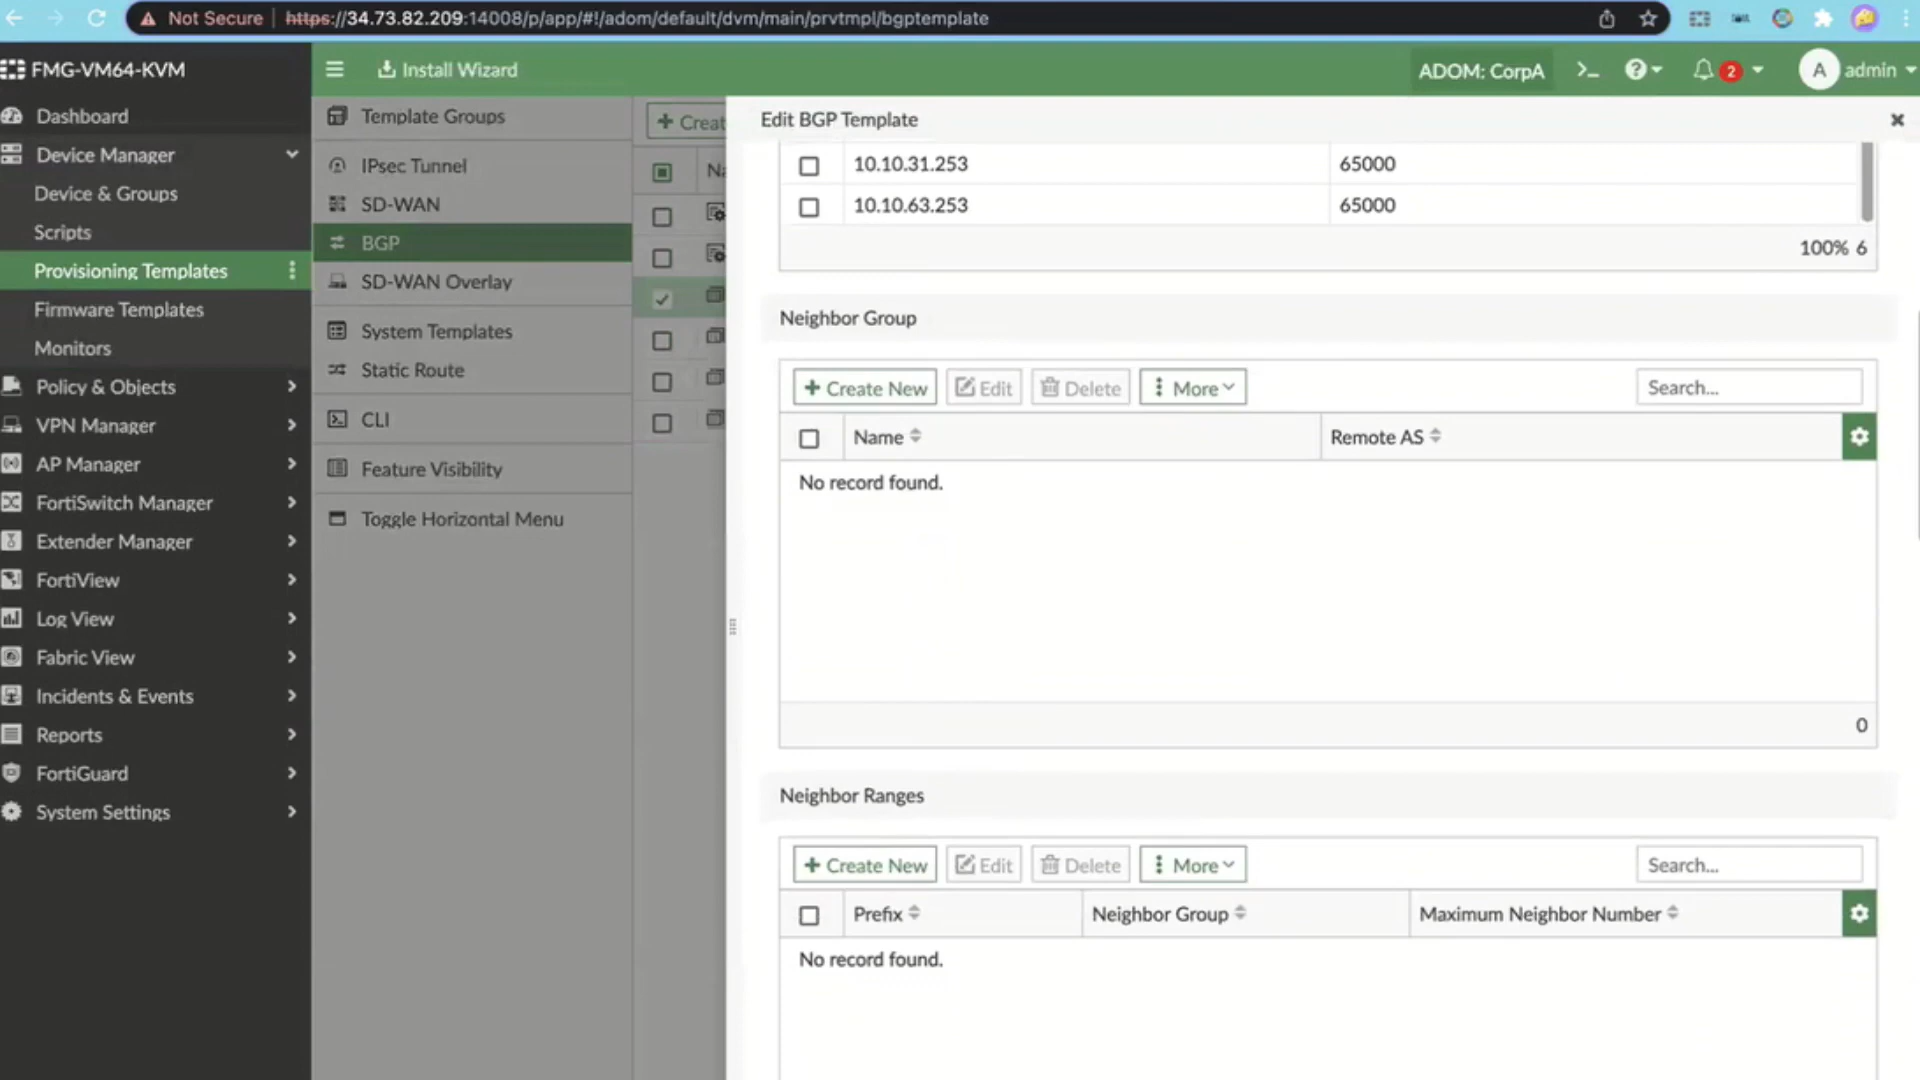 Not Secure https://34.73.82.209:14008/p/app/#!/adom/default/dvm/main/prvtmpl/bgptemplate
FMG-VM64-KVM
Install Wizard
ADOM: CorpA
2
A admin
Dashboard
Device Manager
Device & Groups
Scripts
Provisioning Templates
Firmware Templates
Monitors
Policy & Objects
VPN Manager
AP Manager
FortiSwitch Manager
Extender Manager
FortiView
Log View
Fabric View
Incidents & Events
Reports
FortiGuard
System Settings
Template Groups
IPsec Tunnel
SD-WAN
BGP
SD-WAN Overlay
System Templates
Static Route
CLI
Feature Visibility
Toggle Horizontal Menu
+ Creat
Na
Edit BGP Template
10.10.31.253 65000
10.10.63.253 65000
100% 6
Neighbor Group
+ Create New Edit Delete More Search...
Name Remote AS
No record found.
0
Neighbor Ranges
+ Create New Edit Delete More Search...
Prefix Neighbor Group Maximum Neighbor Number
No record found.